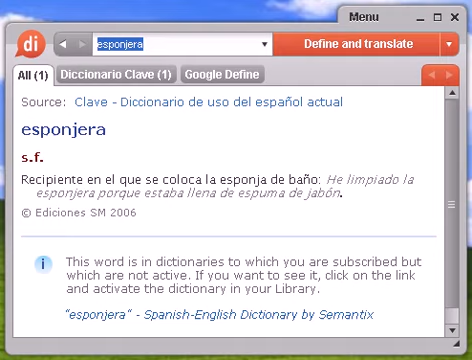 Menu
di
esponjera
Define and translate
All (1)
Diccionario Clave (1)
Google Define
Source: Clave - Diccionario de uso del español actual
esponjera
s.f.
Recipiente en el que se coloca la esponja de baño: He limpiado la
esponjera porque estaba llena de espuma de jabón.
© Ediciones SM 2006
i
This word is in dictionaries to which you are subscribed but
which are not active. If you want to see it, click on the link
and activate the dictionary in your Library.
"esponjera" - Spanish-English Dictionary by Semantix